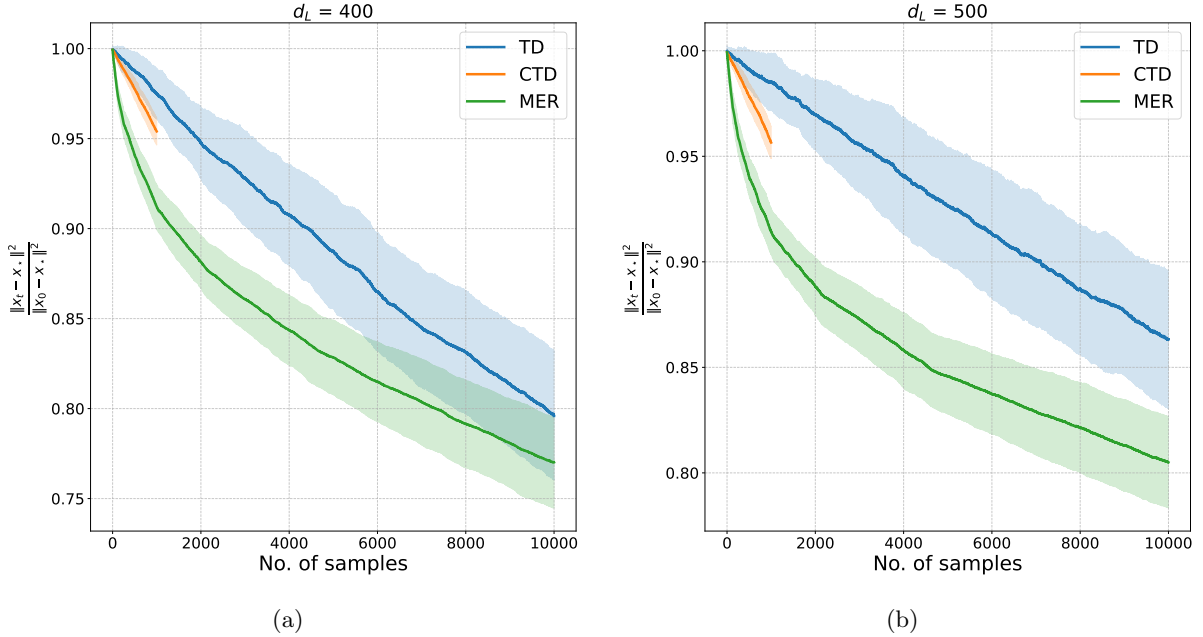 d_L = 400
1.00
0.95
0.90
0.85
0.80
0.75
‖x_t − x_⋆‖²
‖x_0 − x_⋆‖²
TD
CTD
MER
0 2000 4000 6000 8000 10000
No. of samples
(a)
d_L = 500
1.00
0.95
0.90
0.85
0.80
‖x_t − x_⋆‖²
‖x_0 − x_⋆‖²
TD
CTD
MER
0 2000 4000 6000 8000 10000
No. of samples
(b)